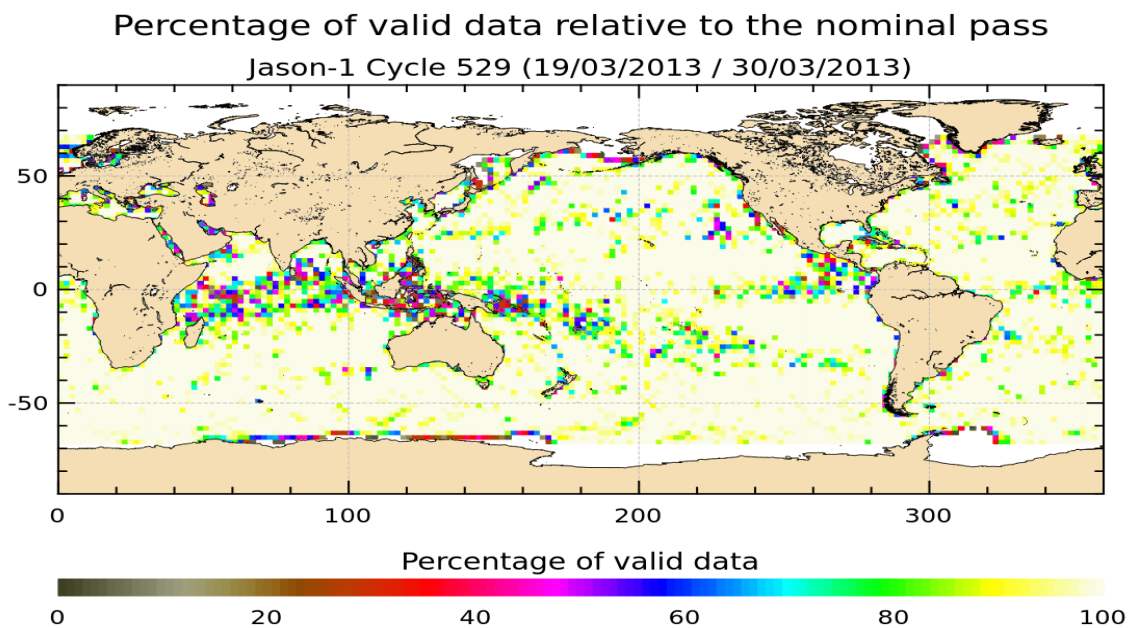 Percentage of valid data relative to the nominal pass
Jason-1 Cycle 529 (19/03/2013 / 30/03/2013)
50
0
-50
0 100 200 300
Percentage of valid data
0 20 40 60 80 100